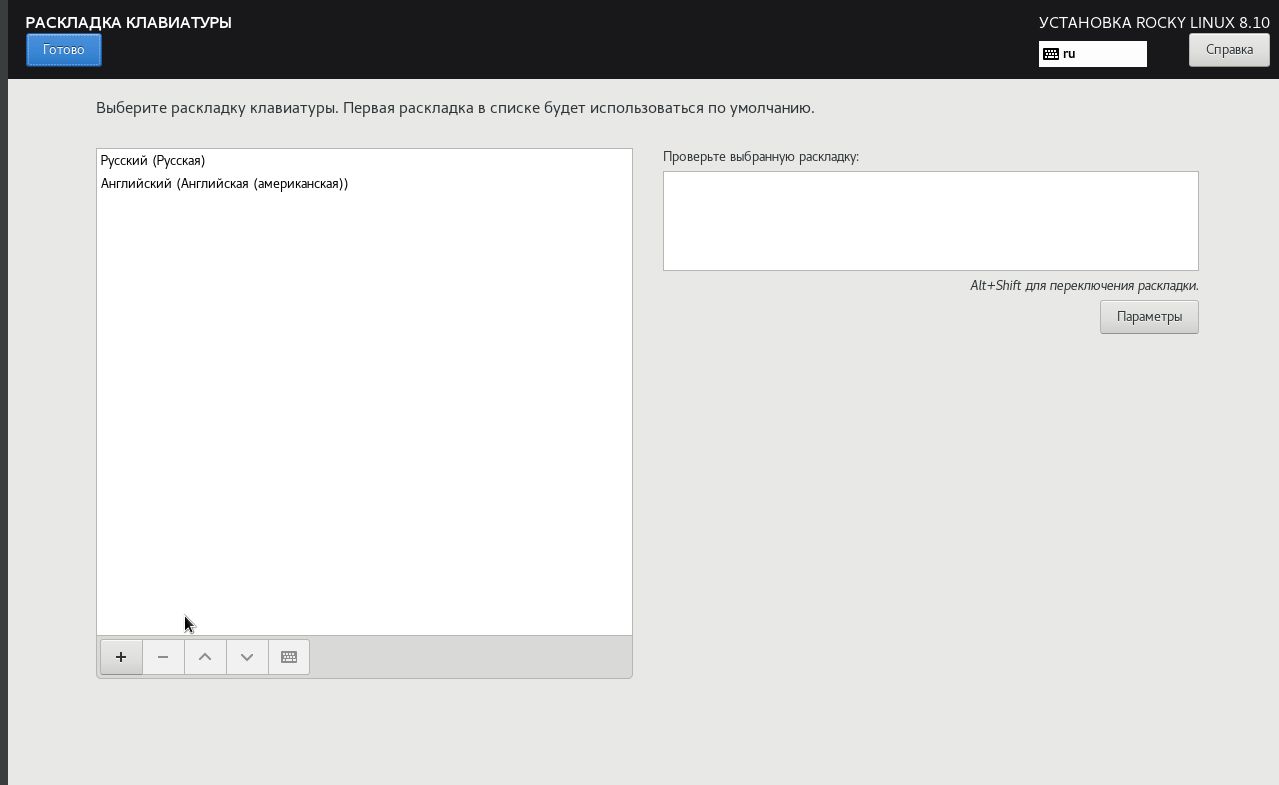 РАСКЛАДКА КЛАВИАТУРЫ
УСТАНОВКА ROCKY LINUX 8.10
Готово
ru
Справка
Выберите раскладку клавиатуры. Первая раскладка в списке будет использоваться по умолчанию.
Русский (Русская)
Английский (Английская (американская))
Проверьте выбранную раскладку:
Alt+Shift для переключения раскладки.
Параметры